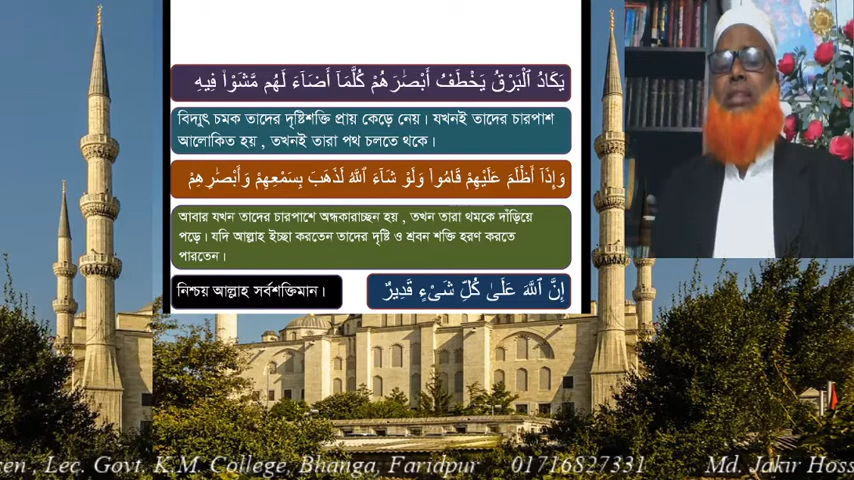 يَكَادُ ٱلْبَرْقُ يَخْطَفُ أَبْصَٰرَهُمْ كُلَّمَآ أَضَآءَ لَهُم مَّشَوْا۟ فِيهِ
বিদ্যুৎ চমক তাদের দৃষ্টিশক্তি প্রায় কেড়ে নেয়। যখনই তাদের চারপাশ
আলোকিত হয় , তখনই তারা পথ চলতে থকে।
وَإِذَآ أَظْلَمَ عَلَيْهِمْ قَامُوا۟ وَلَوْ شَآءَ ٱللَّهُ لَذَهَبَ بِسَمْعِهِمْ وَأَبْصَٰرِهِمْ
আবার যখন তাদের চারপাশে অন্ধকারাচ্ছন হয় , তখন তারা থমকে দাঁড়িয়ে
পড়ে। যদি আল্লাহ ইচ্ছা করতেন তাদের দৃষ্টি ও শ্রবন শক্তি হরণ করতে
পারতেন।
إِنَّ ٱللَّهَ عَلَىٰ كُلِّ شَىْءٍ قَدِيرٌ
নিশ্চয় আল্লাহ সর্বশক্তিমান।
Lec. Govt. K.M. College, Bhanga, Faridpur 01716827331 Md. Jakir Hoss